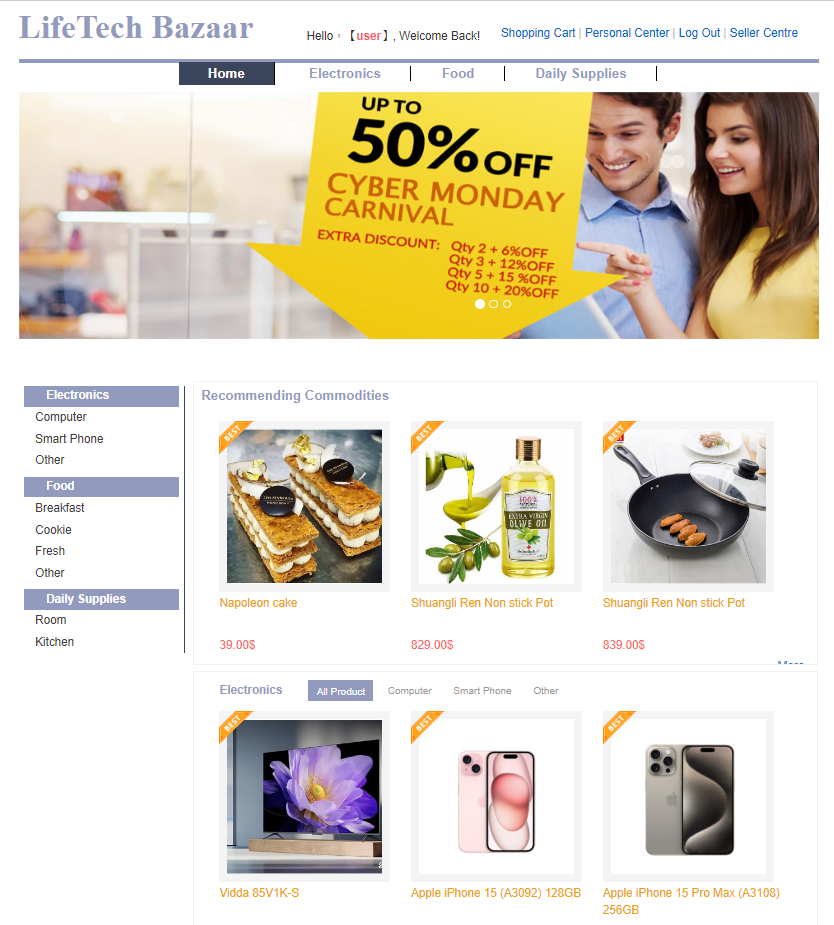 LifeTech Bazaar
Hello，【user】, Welcome Back!
Shopping Cart | Personal Center | Log Out | Seller Centre
Home
Electronics
Food
Daily Supplies
UP TO
50% OFF
CYBER MONDAY
CARNIVAL
EXTRA DISCOUNT: Qty 2 + 6%OFF
Qty 3 + 12%OFF
Qty 5 + 15 %OFF
Qty 10 + 20%OFF
Electronics
Computer
Smart Phone
Other
Food
Breakfast
Cookie
Fresh
Other
Daily Supplies
Room
Kitchen
Recommending Commodities
BEST
BEST
BEST
100%
EXTRA VIRGIN
OLIVE OIL
Napoleon cake
Shuangli Ren Non stick Pot
Shuangli Ren Non stick Pot
39.00$
829.00$
839.00$
More
Electronics
All Product
Computer
Smart Phone
Other
BEST
BEST
BEST
Vidda 85V1K-S
Apple iPhone 15 (A3092) 128GB
Apple iPhone 15 Pro Max (A3108)
256GB